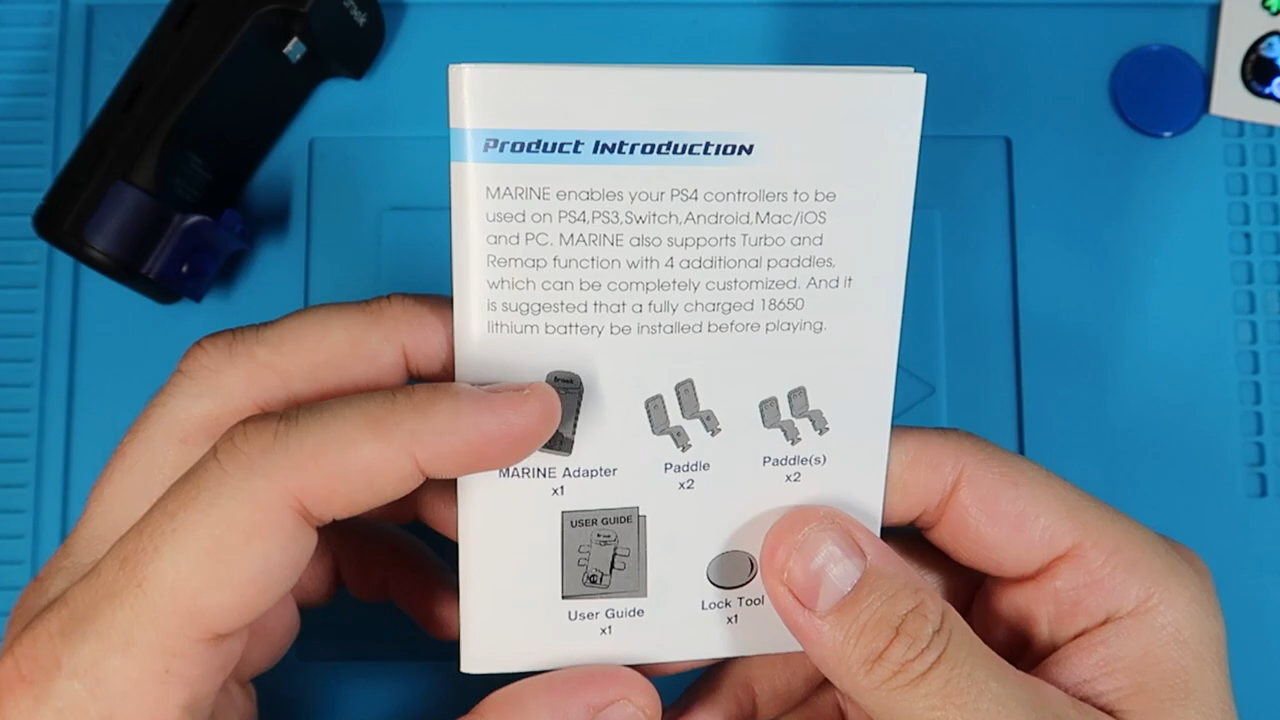 Brook
Product Introduction
MARINE enables your PS4 controllers to be
used on PS4,PS3,Switch,Android,Mac/iOS
and PC. MARINE also supports Turbo and
Remap function with 4 additional paddles,
which can be completely customized. And it
is suggested that a fully charged 18650
lithium battery be installed before playing.
Brook
MARINE Adapter
x1
Paddle
x2
Paddle(s)
x2
USER GUIDE
Brook
User Guide
x1
Lock Tool
x1